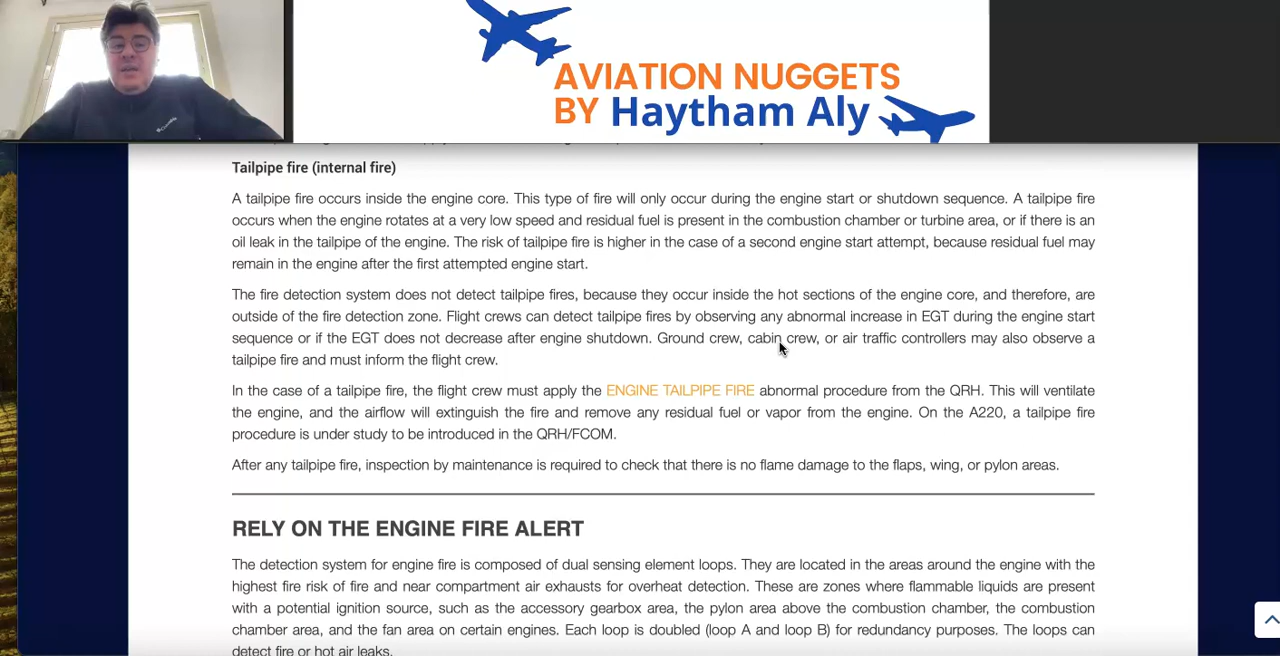 AVIATION NUGGETS
BY Haytham Aly
Tailpipe fire (internal fire)
A tailpipe fire occurs inside the engine core. This type of fire will only occur during the engine start or shutdown sequence. A tailpipe fire
occurs when the engine rotates at a very low speed and residual fuel is present in the combustion chamber or turbine area, or if there is an
oil leak in the tailpipe of the engine. The risk of tailpipe fire is higher in the case of a second engine start attempt, because residual fuel may
remain in the engine after the first attempted engine start.
The fire detection system does not detect tailpipe fires, because they occur inside the hot sections of the engine core, and therefore, are
outside of the fire detection zone. Flight crews can detect tailpipe fires by observing any abnormal increase in EGT during the engine start
sequence or if the EGT does not decrease after engine shutdown. Ground crew, cabin crew, or air traffic controllers may also observe a
tailpipe fire and must inform the flight crew.
In the case of a tailpipe fire, the flight crew must apply the ENGINE TAILPIPE FIRE abnormal procedure from the QRH. This will ventilate
the engine, and the airflow will extinguish the fire and remove any residual fuel or vapor from the engine. On the A220, a tailpipe fire
procedure is under study to be introduced in the QRH/FCOM.
After any tailpipe fire, inspection by maintenance is required to check that there is no flame damage to the flaps, wing, or pylon areas.
RELY ON THE ENGINE FIRE ALERT
The detection system for engine fire is composed of dual sensing element loops. They are located in the areas around the engine with the
highest fire risk of fire and near compartment air exhausts for overheat detection. These are zones where flammable liquids are present
with a potential ignition source, such as the accessory gearbox area, the pylon area above the combustion chamber, the combustion
chamber area, and the fan area on certain engines. Each loop is doubled (loop A and loop B) for redundancy purposes. The loops can
detect fire or hot air leaks.